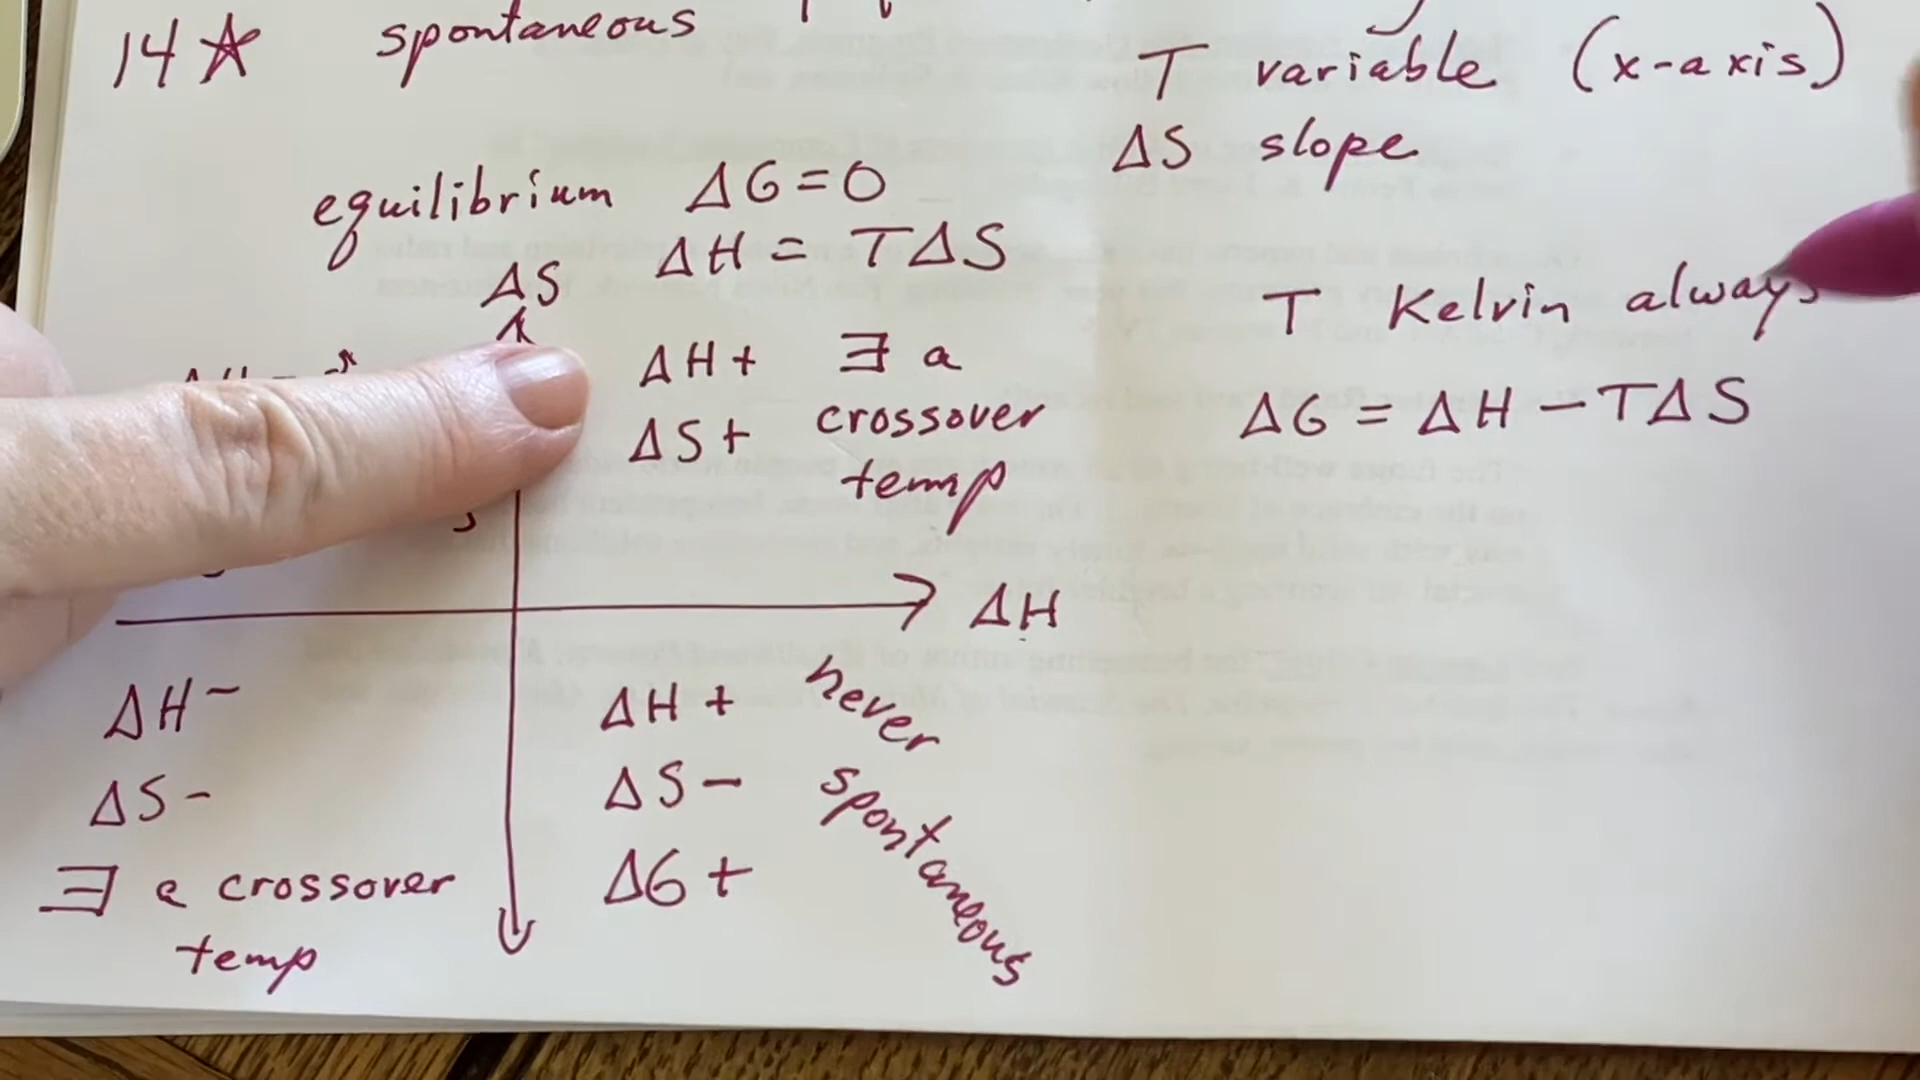 14☆ spontaneous
T variable (x-axis)
ΔS slope
equilibrium ΔG = 0
ΔH = TΔS
ΔS
T Kelvin always
ΔG = ΔH - TΔS
ΔH + ∃ a
ΔS + crossover
temp
ΔH
ΔH -
ΔS -
∃ a crossover
temp
ΔH + never
ΔS - spontaneous
ΔG +